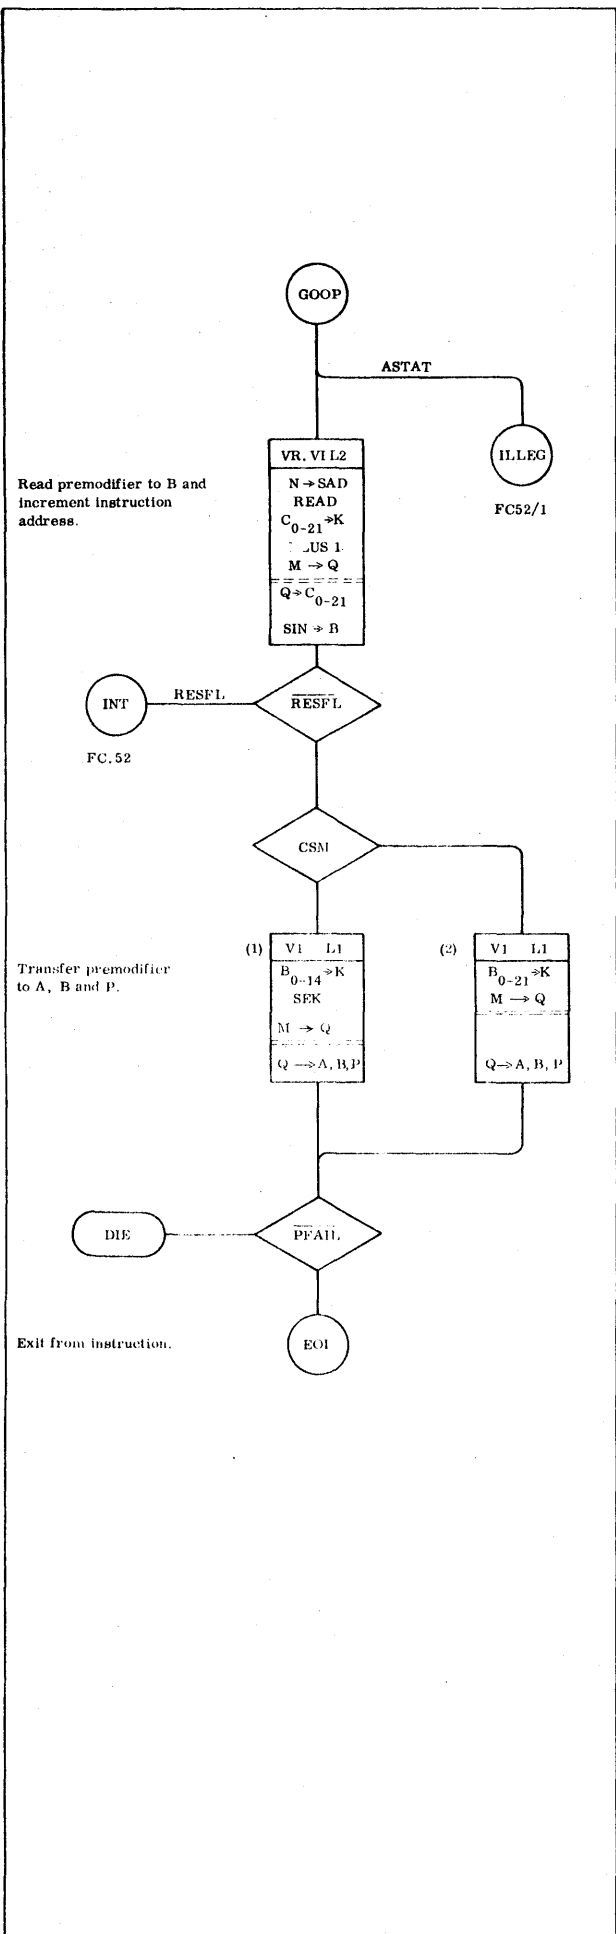 GOOP
ASTAT
ILLEG
FC52/1
Read premodifier to B and
increment instruction
address.
VR. VI L2
N → SAD
READ
C0-21 → K
LUS 1
M → Q
Q → C0-21
SIN → B
INT
RESFL
RESFL
FC.52
CSM
Transfer premodifier
to A, B and P.
(1) V1 L1
B0-14 → K
SEK
M → Q
Q → A, B, P
(2) V1 L1
B0-21 → K
M → Q
Q → A, B, P
DIE
PFAIL
Exit from instruction.
EOI